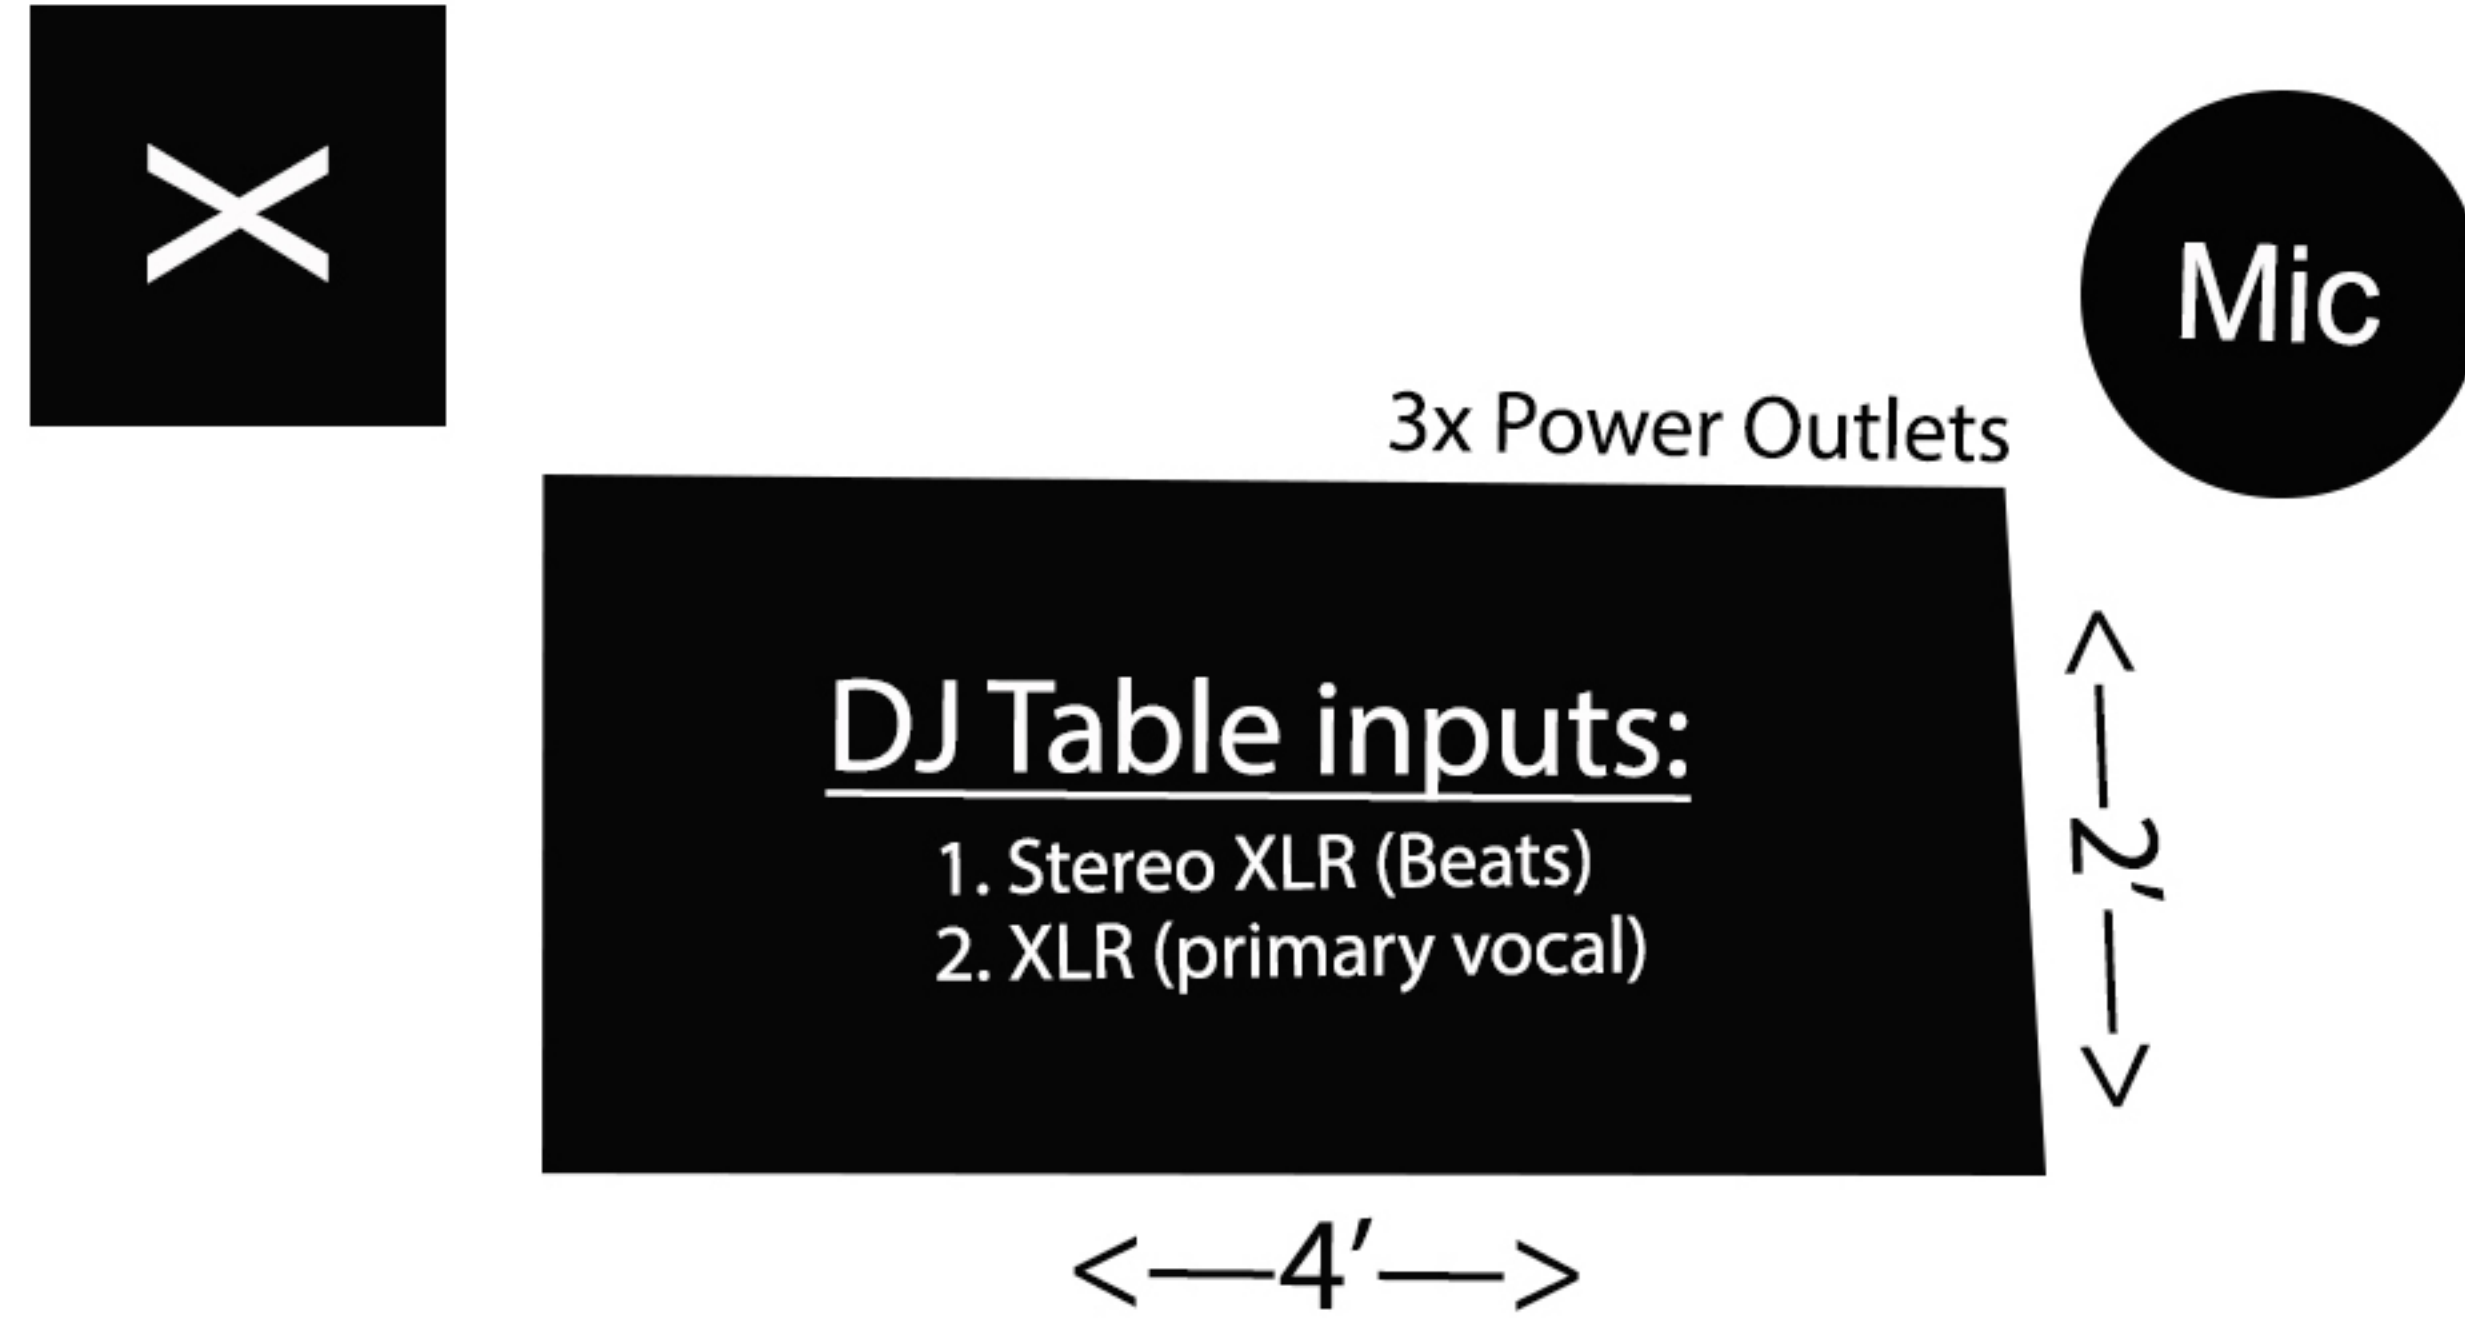 X
Mic
3x Power Outlets
DJ Table inputs:
1. Stereo XLR (Beats)
2. XLR (primary vocal)
<—2'—>
<—4'—>